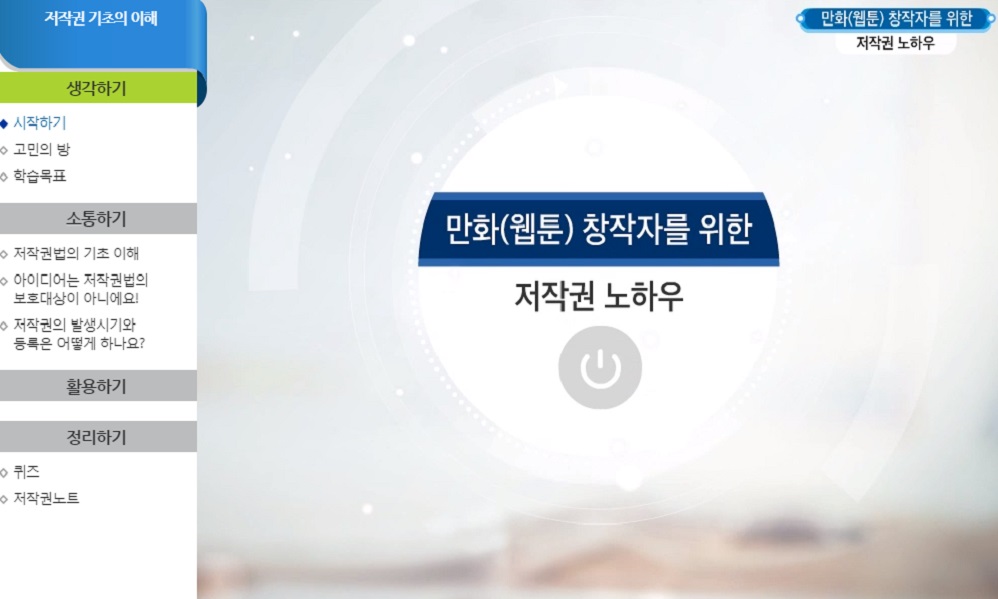 저작권 기초의 이해
생각하기
시작하기
고민의 방
학습목표
소통하기
저작권법의 기초 이해
아이디어는 저작권법의
보호대상이 아니에요!
저작권의 발생시기와
등록은 어떻게 하나요?
활용하기
정리하기
퀴즈
저작권노트
만화(웹툰) 창작자를 위한
저작권 노하우
만화(웹툰) 창작자를 위한
저작권 노하우